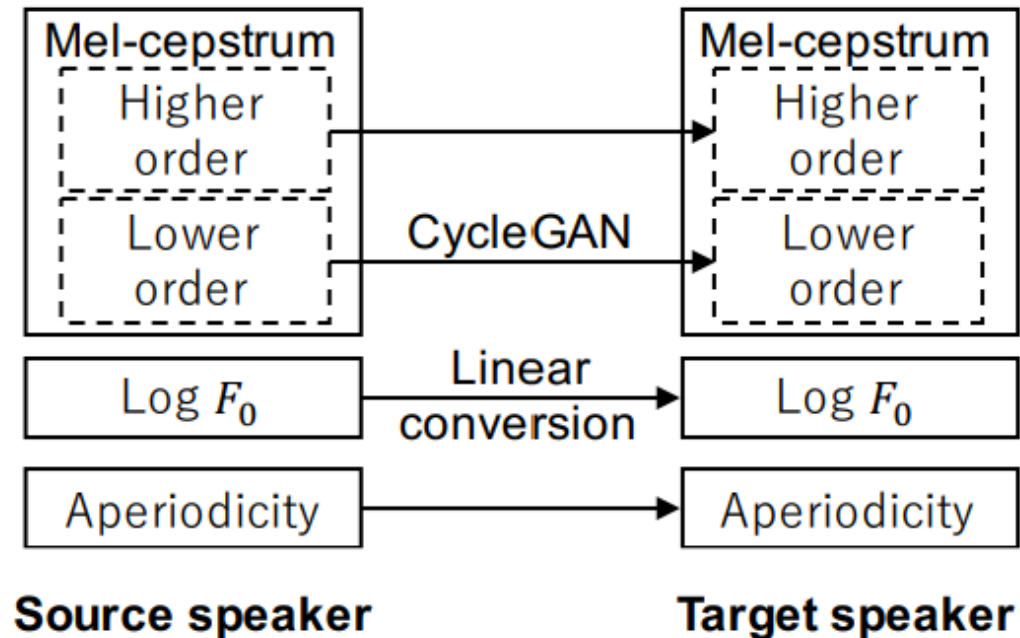 Mel-cepstrum
Higher
order
Lower
order
CycleGAN
Mel-cepstrum
Higher
order
Lower
order
Log F₀
Linear
conversion
Log F₀
Aperiodicity
Aperiodicity
Source speaker
Target speaker